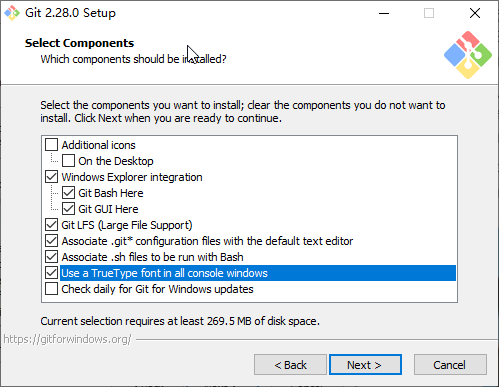 Git 2.28.0 Setup
Select Components
Which components should be installed?
Select the components you want to install; clear the components you do not want to
install. Click Next when you are ready to continue.
Additional icons
On the Desktop
Windows Explorer integration
Git Bash Here
Git GUI Here
Git LFS (Large File Support)
Associate .git* configuration files with the default text editor
Associate .sh files to be run with Bash
Use a TrueType font in all console windows
Check daily for Git for Windows updates
Current selection requires at least 269.5 MB of disk space.
https://gitforwindows.org/
< Back
Next >
Cancel